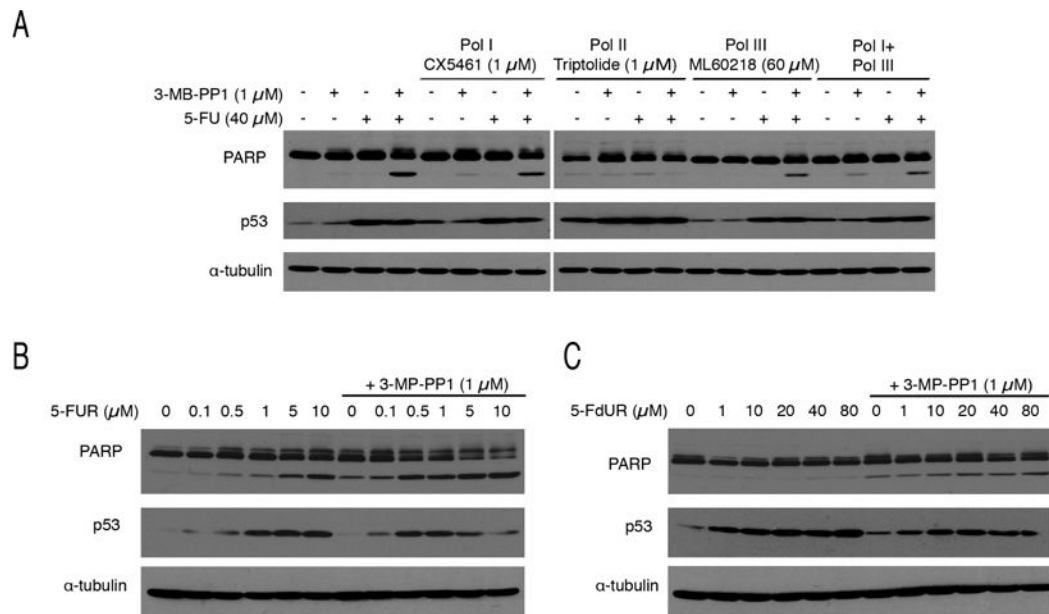 A
Pol I Pol II Pol III Pol I+
CX5461 (1 µM) Triptolide (1 µM) ML60218 (60 µM) Pol III
3-MB-PP1 (1 µM) - + - + - + - + - + - + - + - + - + - +
5-FU (40 µM) - - + + - - + + - - + + - - + + - - + +
PARP
p53
α-tubulin
B
+ 3-MP-PP1 (1 µM)
5-FUR (µM) 0 0.1 0.5 1 5 10 0 0.1 0.5 1 5 10
PARP
p53
α-tubulin
C
+ 3-MP-PP1 (1 µM)
5-FdUR (µM) 0 1 10 20 40 80 0 1 10 20 40 80
PARP
p53
α-tubulin